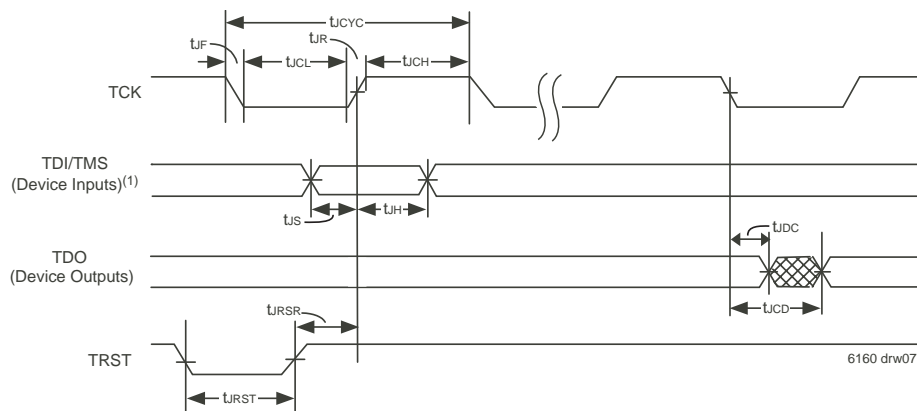 tJCYC
tJF
tJR
tJCL
tJCH
TCK
TDI/TMS
(Device Inputs)(1)
tJS
tJH
tJDC
TDO
(Device Outputs)
tJCD
tJRSR
TRST
6160 drw07
tJRST